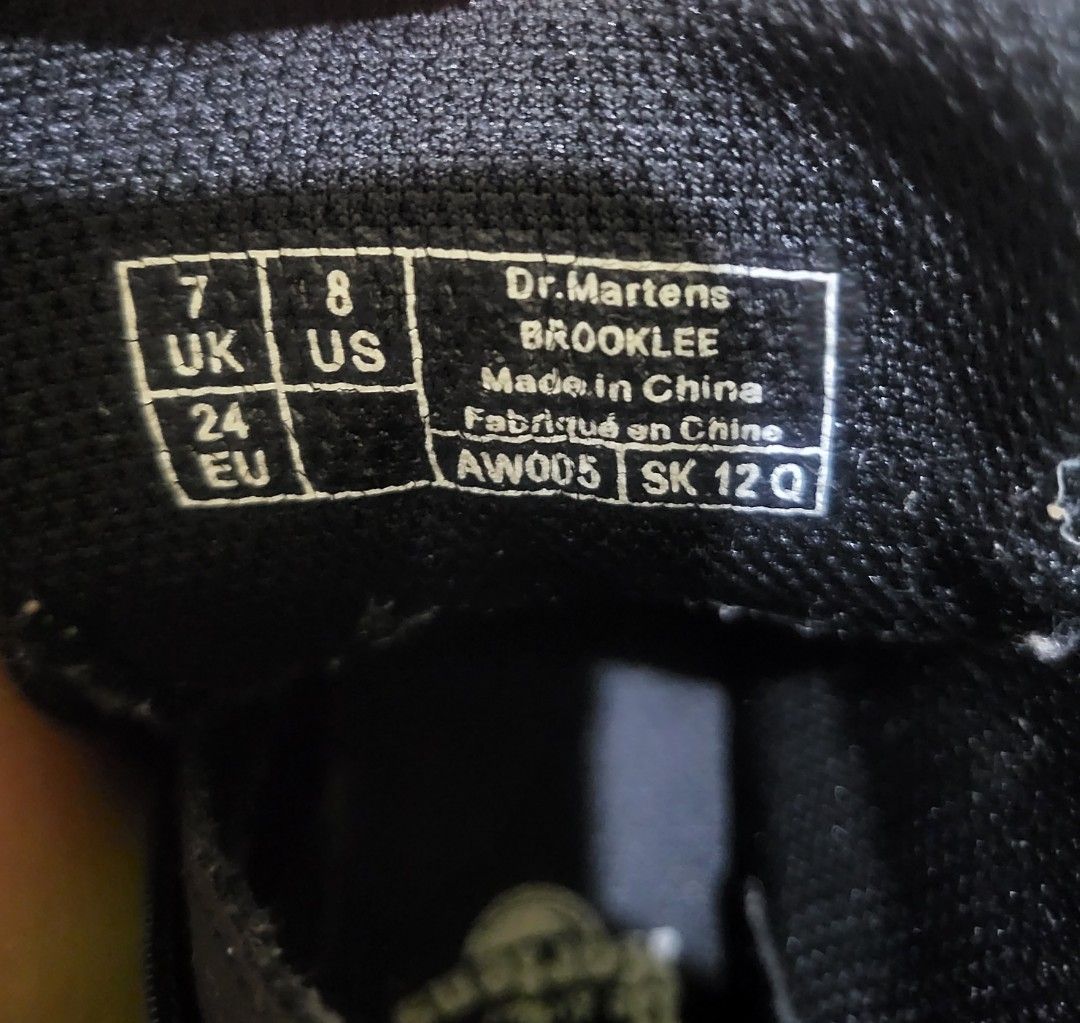 7
UK
8
US
24
EU
Dr.Martens
BROOKLEE
Made in China
Fabriqué en Chine
AW005
SK 12 Q